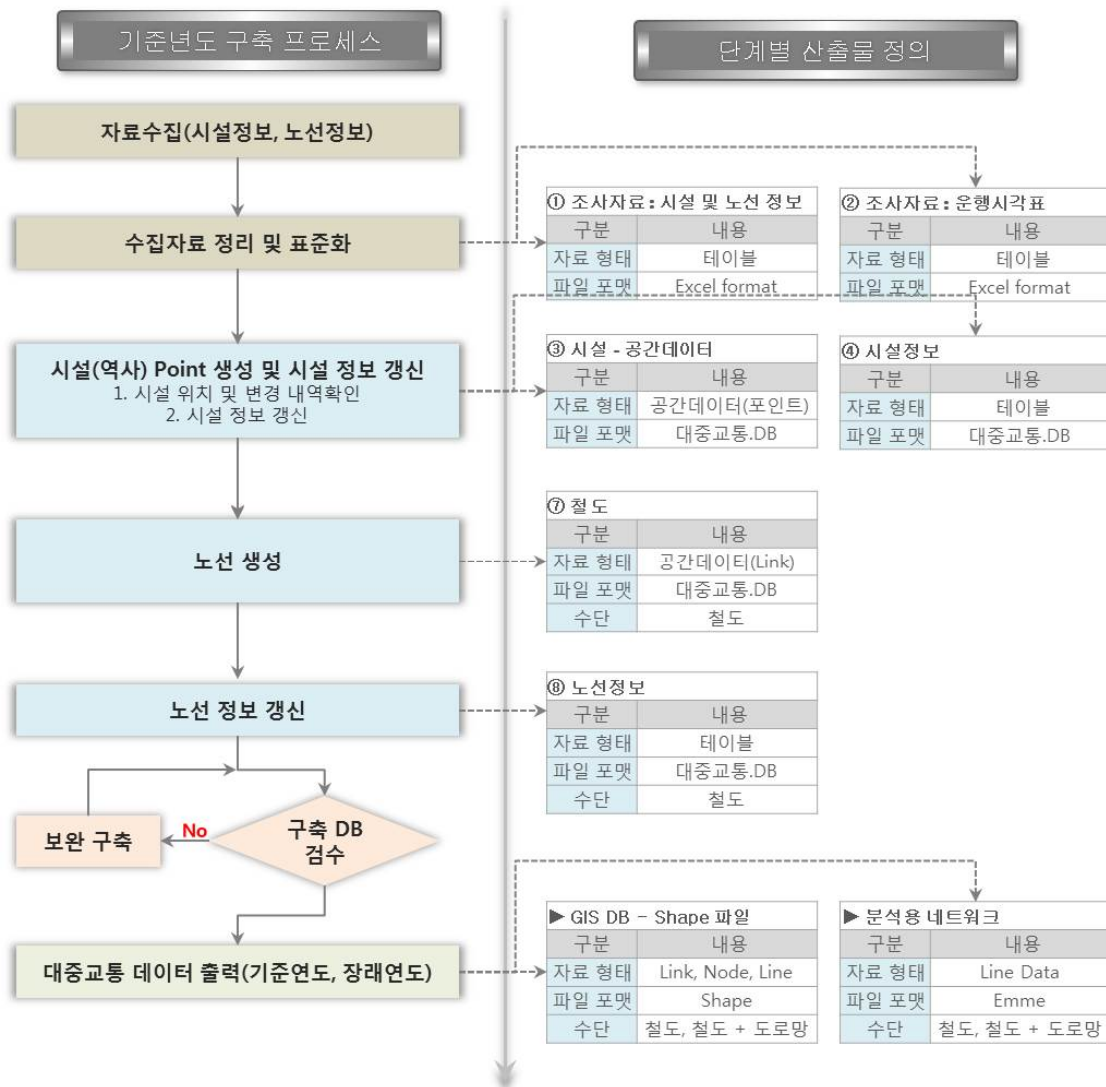 기준년도 구축 프로세스
단계별 산출물 정의
자료수집(시설정보, 노선정보)
수집자료 정리 및 표준화
① 조사자료 : 시설 및 노선 정보
구분 내용
자료 형태 테이블
파일 포맷 Excel format
② 조사자료 : 운행시각표
구분 내용
자료 형태 테이블
파일 포맷 Excel format
시설(역사) Point 생성 및 시설 정보 갱신
1. 시설 위치 및 변경 내역확인
2. 시설 정보 갱신
③ 시설 - 공간데이터
구분 내용
자료 형태 공간데이터(포인트)
파일 포맷 대중교통.DB
④ 시설정보
구분 내용
자료 형태 테이블
파일 포맷 대중교통.DB
노선 생성
⑦ 철도
구분 내용
자료 형태 공간데이티(Link)
파일 포맷 대중교통.DB
수단 철도
노선 정보 갱신
⑧ 노선정보
구분 내용
자료 형태 테이블
파일 포맷 대중교통.DB
수단 철도
보완 구축
No
구축 DB
검수
대중교통 데이터 출력(기준연도, 장래연도)
▶ GIS DB - Shape 파일
구분 내용
자료 형태 Link, Node, Line
파일 포맷 Shape
수단 철도, 철도 + 도로망
▶ 분석용 네트워크
구분 내용
자료 형태 Line Data
파일 포맷 Emme
수단 철도, 철도 + 도로망